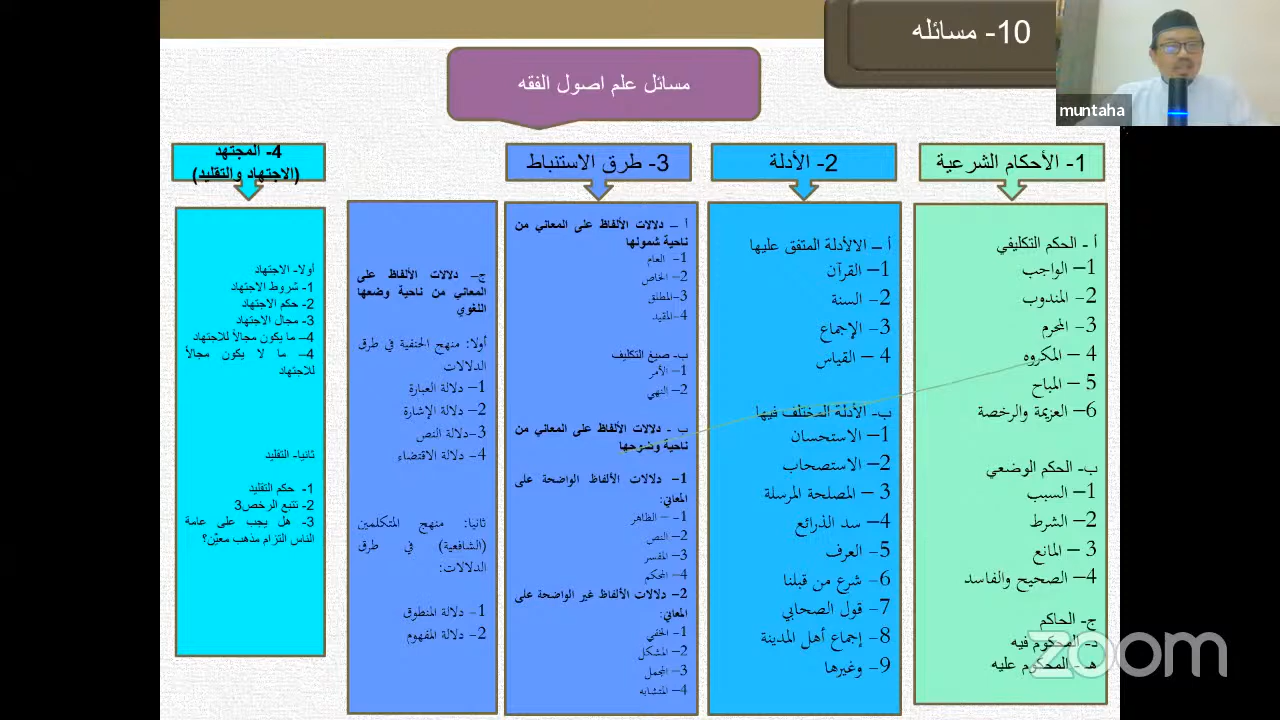 10- مسائله
muntaha
مسائل علم اصول الفقه
1- الأحكام الشرعية
أ - الحكم التكليفي
1– الواجب
2- المندوب
3- المحرم
4 – المكروه
5 – المباح
6– العزيمة والرخصة
ب- الحكم الوضعي
1– السبب
2- الشرط
3 – المانع
4– الصحيح والفاسد
ج- الحاكم
د- المحكوم فيه
هـ- المحكوم عليه
2- الأدلة
أ – الالأدلة المتفق عليها
1– القرآن
2- السنة
3- الإجماع
4 – القياس
ب- الأدلة المختلف فيها
1– الاستحسان
2– الاستصحاب
3 – المصلحة المرسلة
4– سد الذرائع
5- العرف
6- شرع من قبلنا
7- قول الصحابي
8- إجماع أهل المدينة
9- وغيرها
3- طرق الاستنباط
أ – دلالات الألفاظ على المعاني من
ناحية شمولها
1- العام
2– الخاص
3-المطلق
4-المقيد
ب- صيغ التكليف
1– الأمر
2– النهي
ب - دلالات الألفاظ على المعاني من
ناحية وضوحها
1- دلالات الألفاظ الواضحة على
المعاني:
1- – الظاهر
2– النص
3– المفسر
4– المحكم
2- دلالات الألفاظ غير الواضحة على
المعاني:
1– الخفي
2– المشكل
3– المجمل
4– المتشابه
ج– دلالات الألفاظ على
المعاني من ناحية وضعها
اللغوي
أولا: منهج الحنفية في طرق
الدلالات
1– دلالة العبارة
2– دلالة الإشارة
3-دلالة النص
4- دلالة الاقتضاء
ثانيا: منهج المتكلمين
(الشافعية) في طرق
الدلالات:
1- دلالة المنطوق
2- دلالة المفهوم
4- المجتهد
(الاجتهاد والتقليد)
أولا- الاجتهاد
1- شروط الاجتهاد
2- حكم الاجتهاد
3- مجال الاجتهاد
4– ما يكون مجالاً للاجتهاد
4– ما لا يكون مجالاً
للاجتهاد
ثانيا- التقليد
1- حكم التقليد
2- تتبع الرخص3
3- هل يجب على عامة
الناس التزام مذهب معيّن؟
zoom